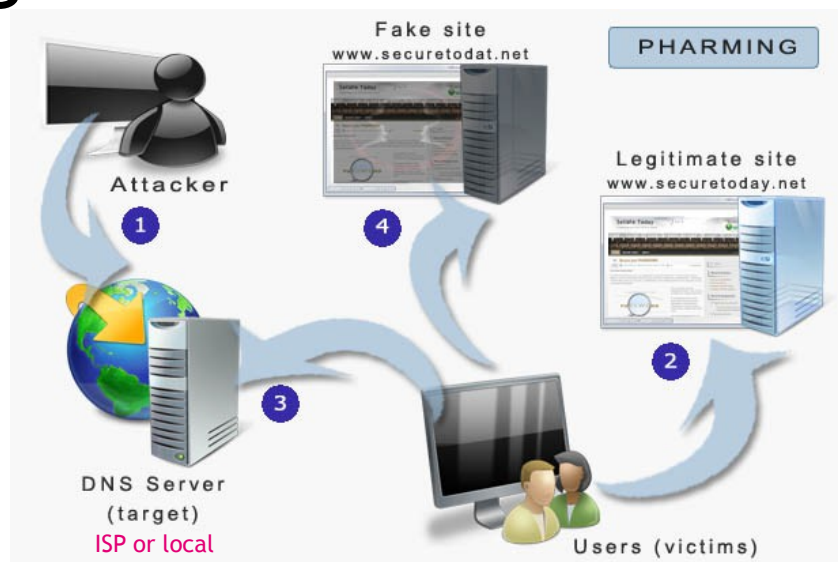 Fake site
www.securetodat.net
PHARMING
Attacker
Legitimate site
www.securetoday.net
1
4
2
3
DNS Server
(target)
ISP or local
Users (victims)